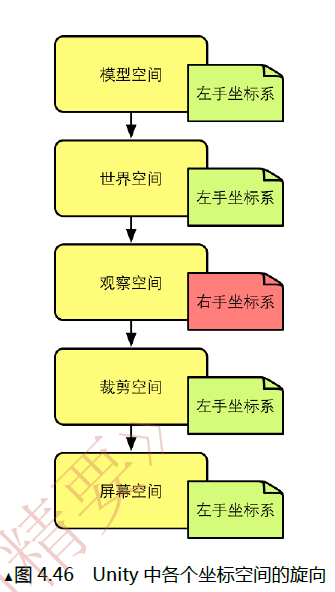 模型空间
左手坐标系
世界空间
左手坐标系
观察空间
右手坐标系
裁剪空间
左手坐标系
屏幕空间
左手坐标系
精要》
▲图 4.46 Unity 中各个坐标空间的旋向